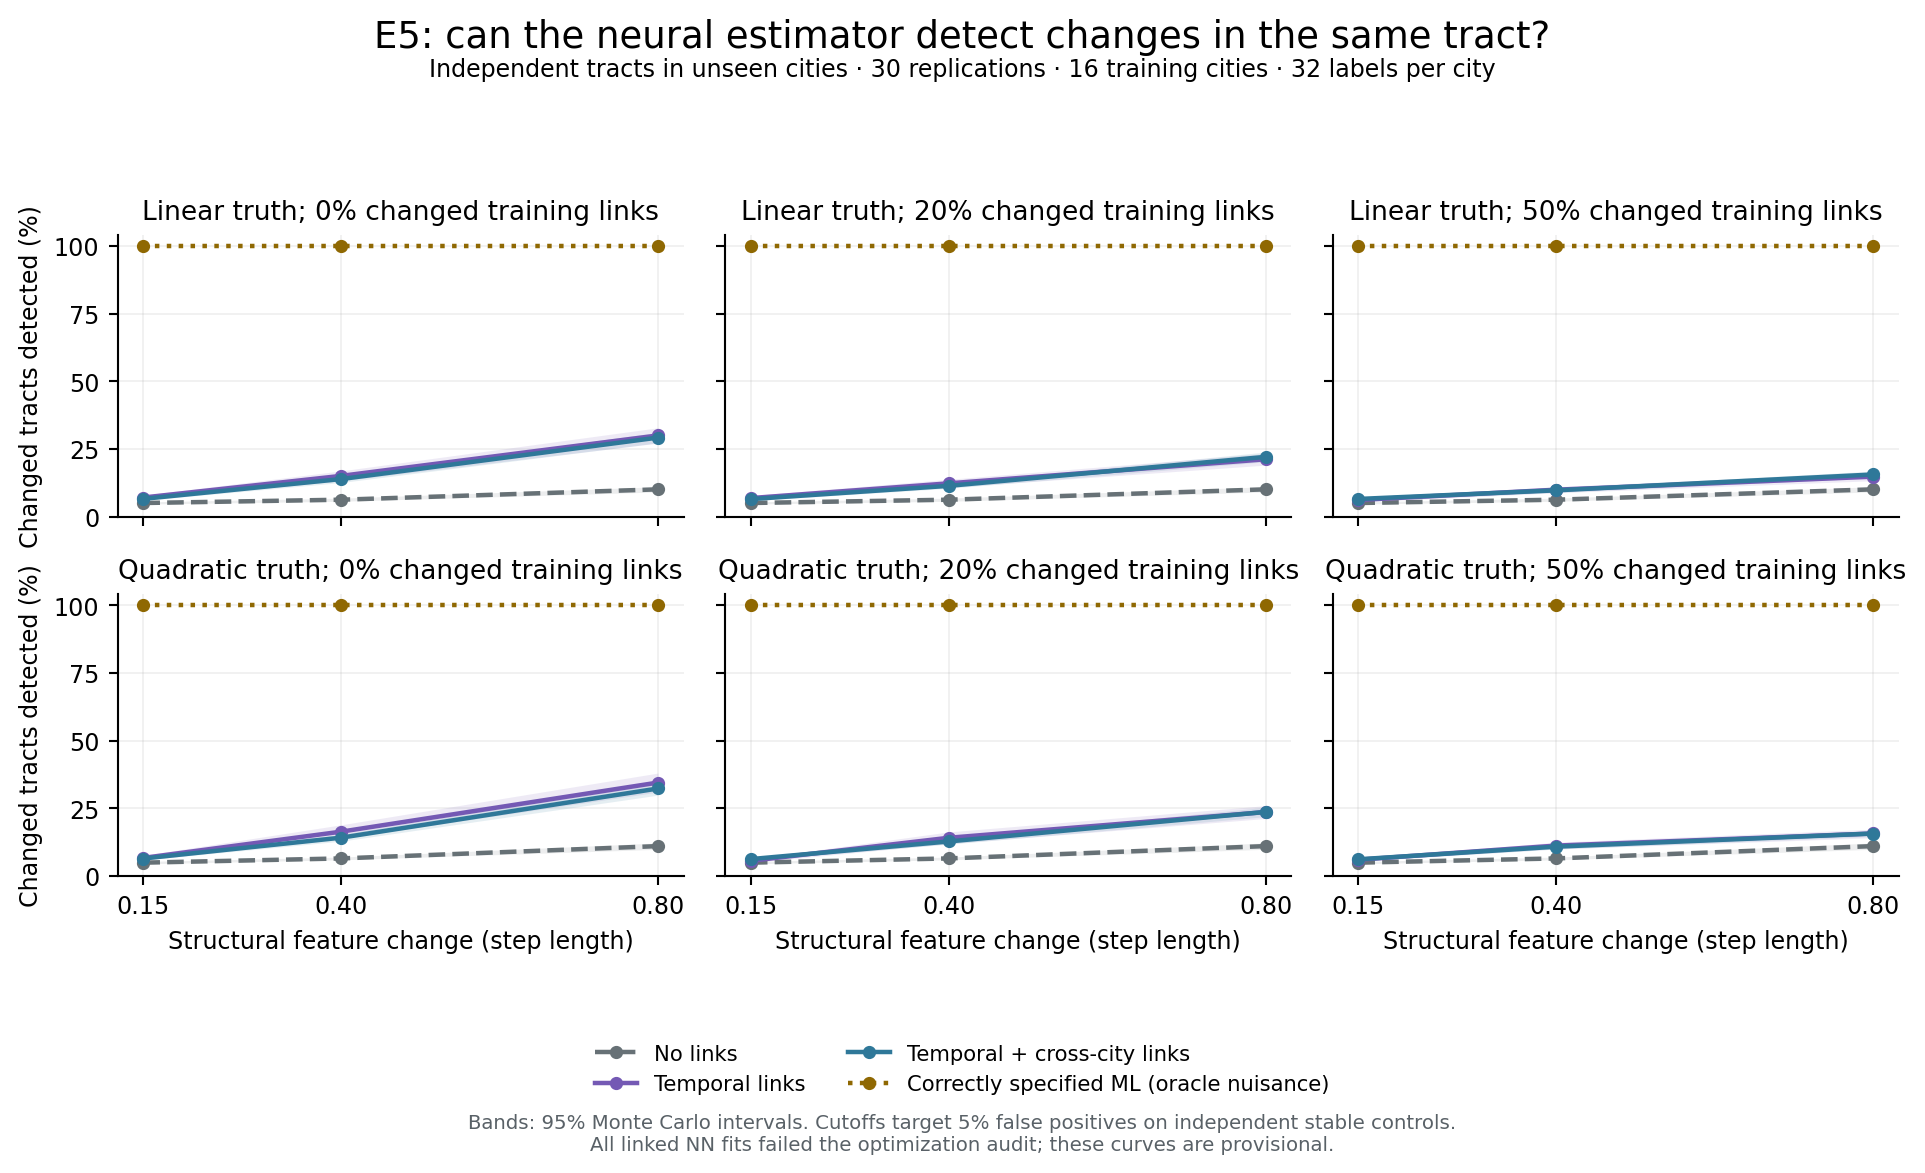 E5: can the neural estimator detect changes in the same tract?
Independent tracts in unseen cities · 30 replications · 16 training cities · 32 labels per city
Linear truth; 0% changed training links
Linear truth; 20% changed training links
Linear truth; 50% changed training links
Changed tracts detected (%)
100
75
50
25
0
Quadratic truth; 0% changed training links
Quadratic truth; 20% changed training links
Quadratic truth; 50% changed training links
Changed tracts detected (%)
100
75
50
25
0
0.15 0.40 0.80
0.15 0.40 0.80
0.15 0.40 0.80
Structural feature change (step length)
Structural feature change (step length)
Structural feature change (step length)
No links
Temporal links
Temporal + cross-city links
Correctly specified ML (oracle nuisance)
Bands: 95% Monte Carlo intervals. Cutoffs target 5% false positives on independent stable controls.
All linked NN fits failed the optimization audit; these curves are provisional.